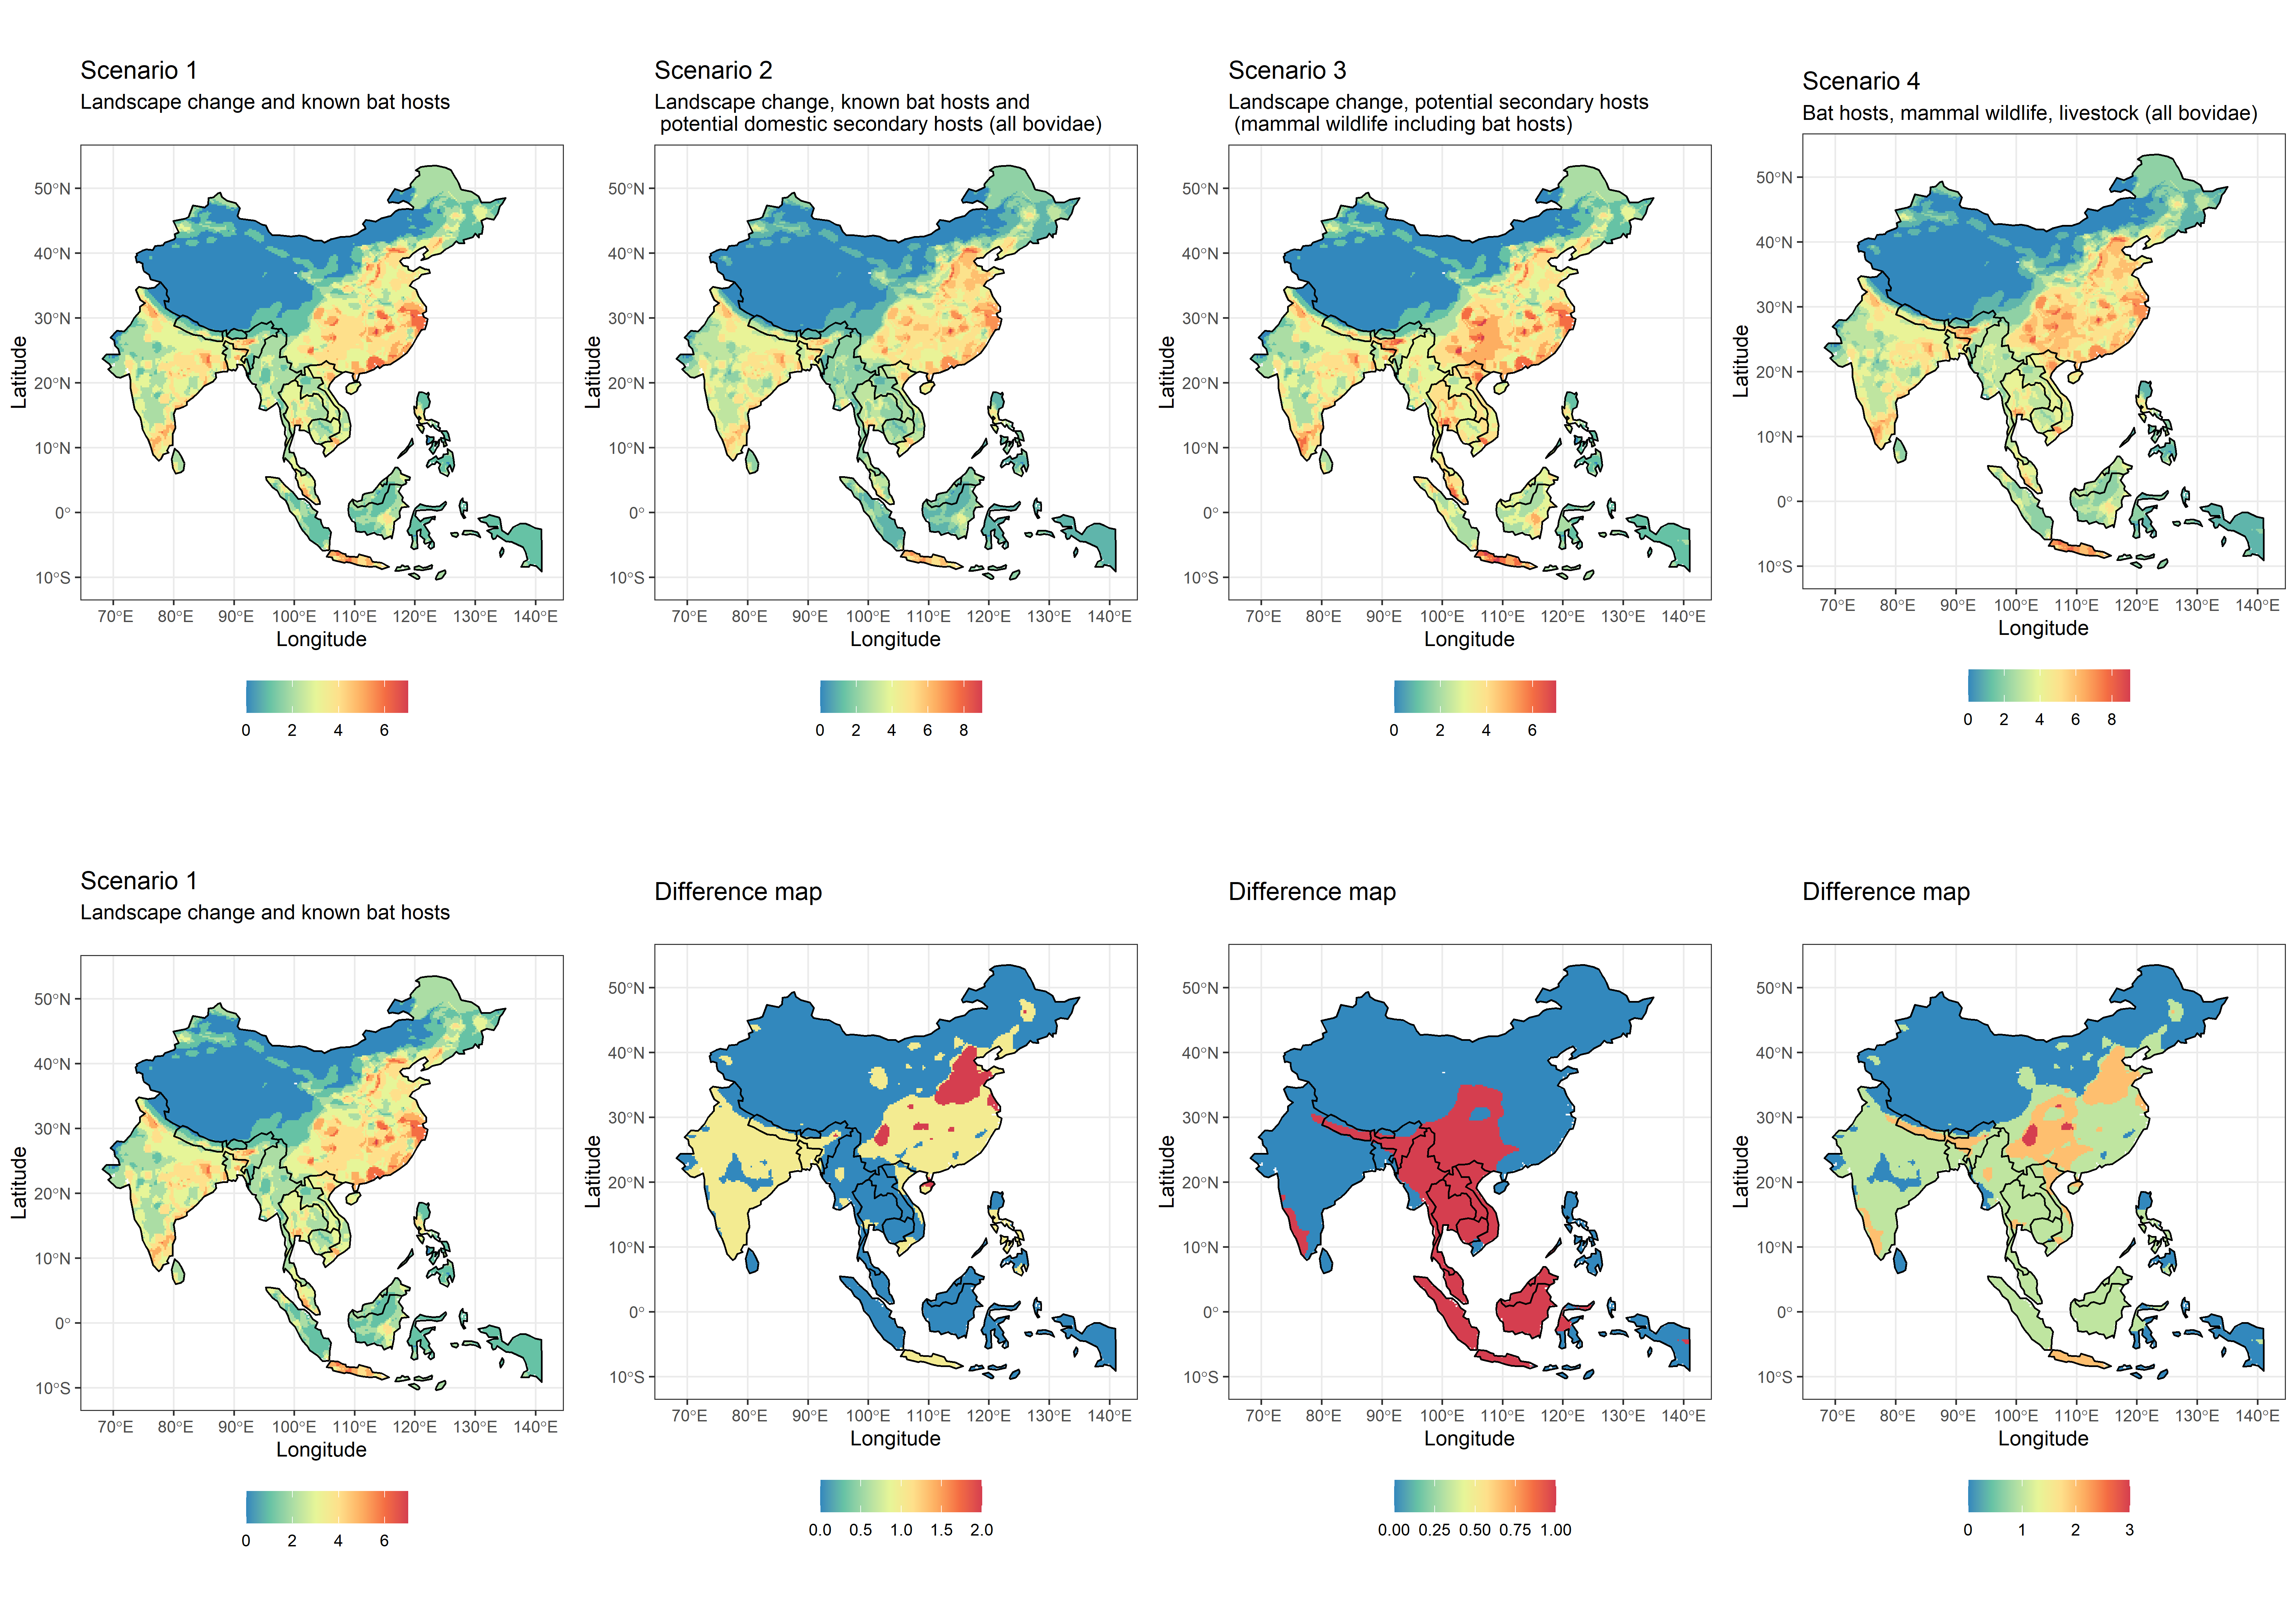 Scenario 1
Landscape change and known bat hosts
50°N
40°N
30°N
20°N
10°N
0°
10°S
Latitude
70°E 80°E 90°E 100°E 110°E 120°E 130°E 140°E
Longitude
0 2 4 6
Scenario 2
Landscape change, known bat hosts and
potential domestic secondary hosts (all bovidae)
50°N
40°N
30°N
20°N
10°N
0°
10°S
Latitude
70°E 80°E 90°E 100°E 110°E 120°E 130°E 140°E
Longitude
0 2 4 6 8
Scenario 3
Landscape change, potential secondary hosts
(mammal wildlife including bat hosts)
50°N
40°N
30°N
20°N
10°N
0°
10°S
Latitude
70°E 80°E 90°E 100°E 110°E 120°E 130°E 140°E
Longitude
0 2 4 6
Scenario 4
Bat hosts, mammal wildlife, livestock (all bovidae)
50°N
40°N
30°N
20°N
10°N
0°
10°S
Latitude
70°E 80°E 90°E 100°E 110°E 120°E 130°E 140°E
Longitude
0 2 4 6 8
Scenario 1
Landscape change and known bat hosts
50°N
40°N
30°N
20°N
10°N
0°
10°S
Latitude
70°E 80°E 90°E 100°E 110°E 120°E 130°E 140°E
Longitude
0 2 4 6
Difference map
50°N
40°N
30°N
20°N
10°N
0°
10°S
Latitude
70°E 80°E 90°E 100°E 110°E 120°E 130°E 140°E
Longitude
0.0 0.5 1.0 1.5 2.0
Difference map
50°N
40°N
30°N
20°N
10°N
0°
10°S
Latitude
70°E 80°E 90°E 100°E 110°E 120°E 130°E 140°E
Longitude
0.00 0.25 0.50 0.75 1.00
Difference map
50°N
40°N
30°N
20°N
10°N
0°
10°S
Latitude
70°E 80°E 90°E 100°E 110°E 120°E 130°E 140°E
Longitude
0 1 2 3